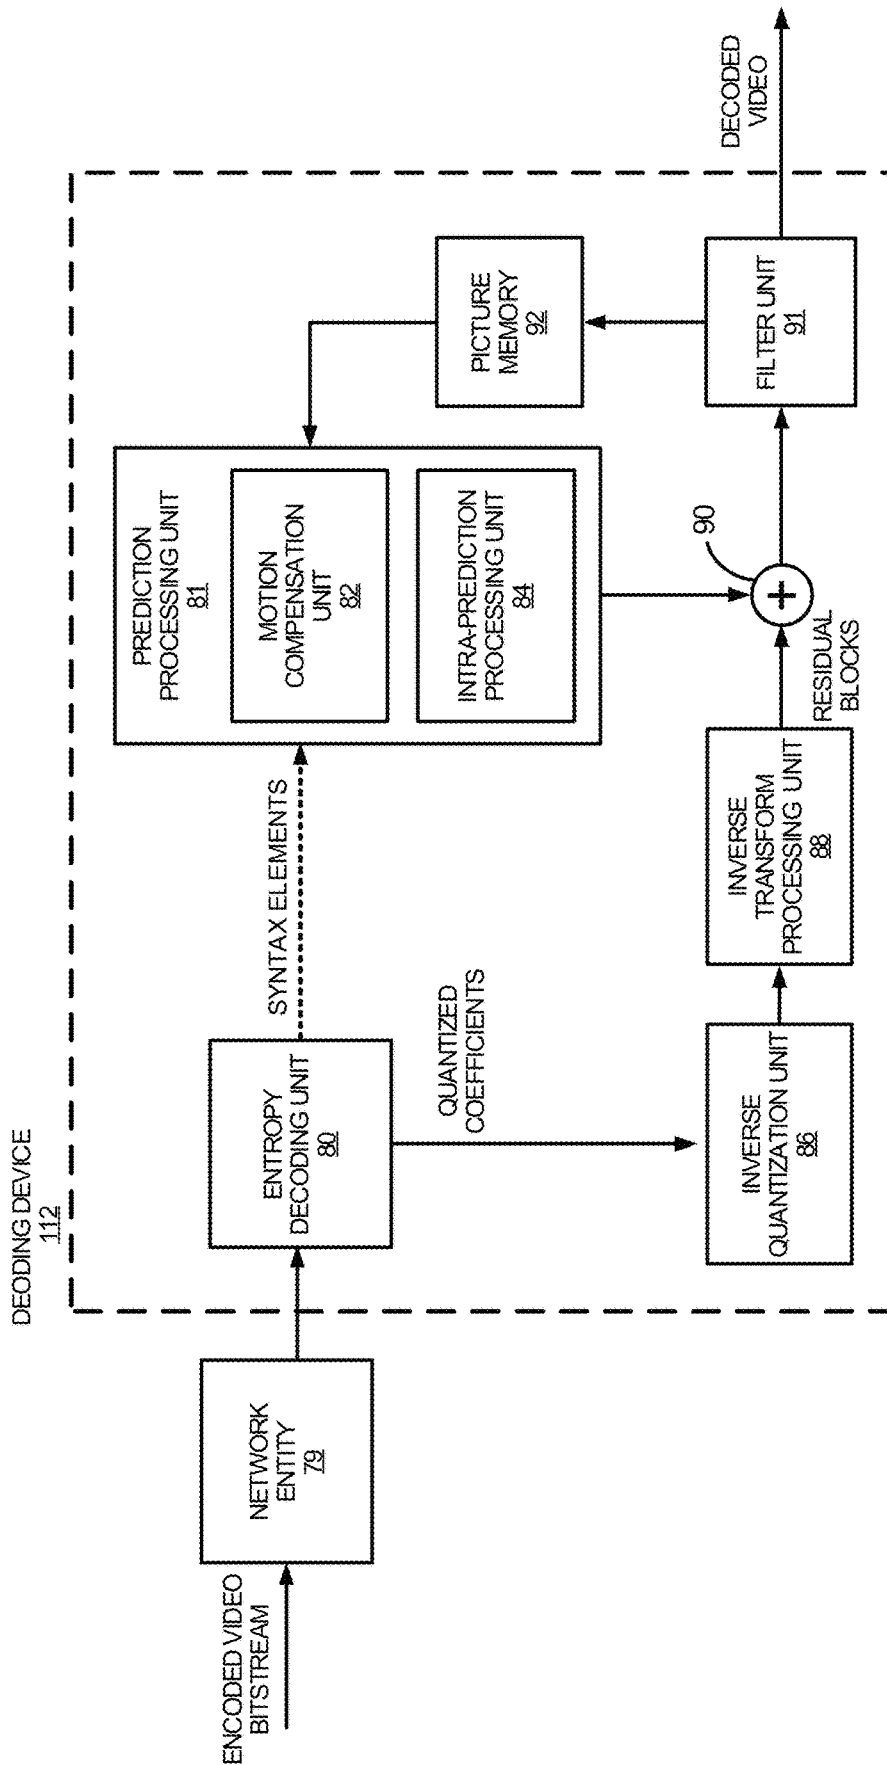 DEODING DEVICE
112
ENCODED VIDEO
BITSTREAM
NETWORK
ENTITY
79
ENTROPY
DECODING UNIT
80
SYNTAX ELEMENTS
QUANTIZED
COEFFICIENTS
PREDICTION
PROCESSING UNIT
81
MOTION
COMPENSATION
UNIT
82
INTRA-PREDICTION
PROCESSING UNIT
84
PICTURE
MEMORY
92
INVERSE
QUANTIZATION UNIT
86
INVERSE
TRANSFORM
PROCESSING UNIT
88
RESIDUAL
BLOCKS
90
+
FILTER UNIT
91
DECODED
VIDEO